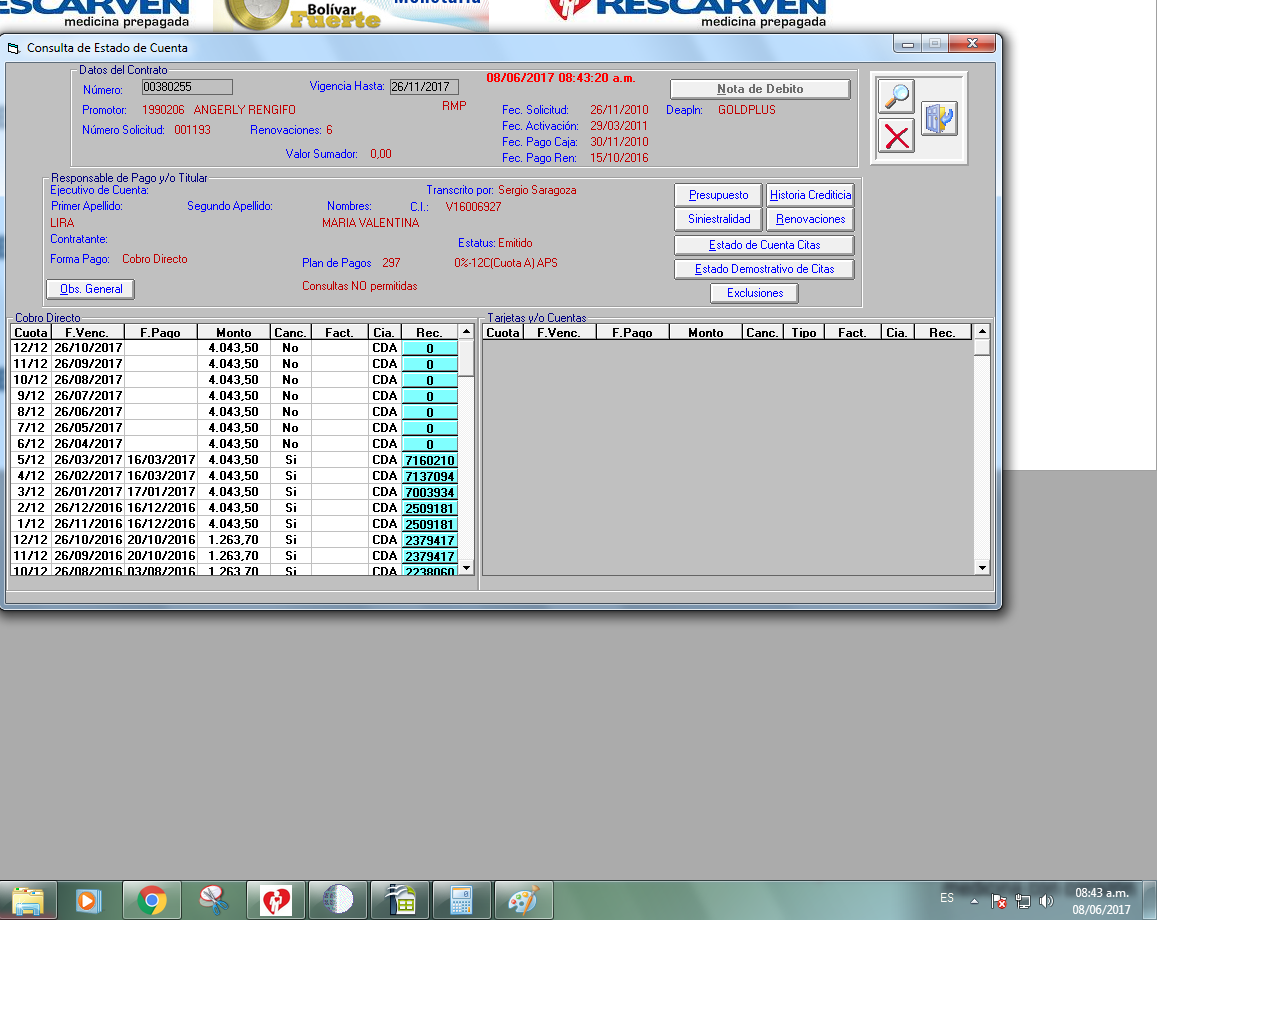 RESCARVEN
medicina prepagada
Bolívar
Fuerte
Monetaria
RESCARVEN
medicina prepagada
Consulta de Estado de Cuenta
Datos del Contrato
Número: 00380255 Vigencia Hasta: 26/11/2017 08/06/2017 08:43:20 a.m. Nota de Debito
RMP
Promotor: 1990206 ANGERLY RENGIFO Fec. Solicitud: 26/11/2010 Deapln: GOLDPLUS
Número Solicitud: 001193 Renovaciones: 6 Fec. Activación: 29/03/2011
Fec. Pago Caja: 30/11/2010
Valor Sumador: 0,00 Fec. Pago Ren: 15/10/2016
Responsable de Pago y/o Titular
Ejecutivo de Cuenta: Transcrito por: Sergio Saragoza Presupuesto Historia Crediticia
Primer Apellido: Segundo Apellido: Nombres: C.I.: V16006927
LIRA MARIA VALENTINA Siniestralidad Renovaciones
Contratante: Estatus: Emitido Estado de Cuenta Citas
Forma Pago: Cobro Directo Plan de Pagos 297 0%-12C(Cuota A) APS Estado Demostrativo de Citas
Obs. General Consultas NO permitidas Exclusiones
Cobro Directo Tarjetas y/o Cuentas
Cuota F.Venc. F.Pago Monto Canc. Fact. Cia. Rec. Cuota F.Venc. F.Pago Monto Canc. Tipo Fact. Cia. Rec.
12/12 26/10/2017 4.043,50 No CDA 0
11/12 26/09/2017 4.043,50 No CDA 0
10/12 26/08/2017 4.043,50 No CDA 0
9/12 26/07/2017 4.043,50 No CDA 0
8/12 26/06/2017 4.043,50 No CDA 0
7/12 26/05/2017 4.043,50 No CDA 0
6/12 26/04/2017 4.043,50 No CDA 0
5/12 26/03/2017 16/03/2017 4.043,50 Si CDA 7160210
4/12 26/02/2017 16/03/2017 4.043,50 Si CDA 7137094
3/12 26/01/2017 17/01/2017 4.043,50 Si CDA 7003934
2/12 26/12/2016 16/12/2016 4.043,50 Si CDA 2509181
1/12 26/11/2016 16/12/2016 4.043,50 Si CDA 2509181
12/12 26/10/2016 20/10/2016 1.263,70 Si CDA 2379417
11/12 26/09/2016 20/10/2016 1.263,70 Si CDA 2379417
10/12 26/08/2016 03/08/2016 1.263,70 Si CDA 2238060
ES 08:43 a.m.
08/06/2017